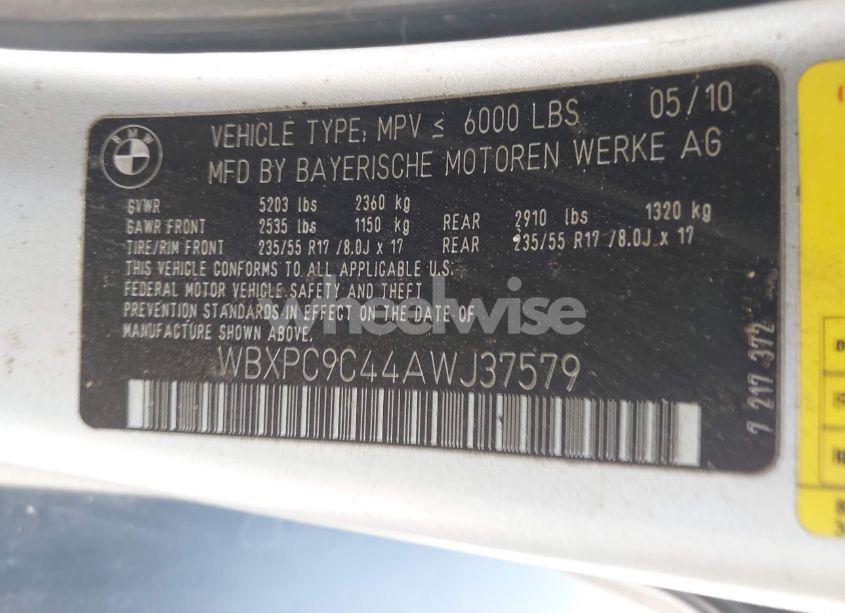 BMW
VEHICLE TYPE, MPV ≤ 6000 LBS 05/10
MFD BY BAYERISCHE MOTOREN WERKE AG
GVWR 5203 lbs 2360 kg
GAWR FRONT 2535 lbs 1150 kg REAR 2910 lbs 1320 kg
TIRE/RIM FRONT 235/55 R17 /8.0J x 17 REAR 235/55 R17 /8.0J x 17
THIS VEHICLE CONFORMS TO ALL APPLICABLE U.S.
FEDERAL MOTOR VEHICLE SAFETY AND THEFT
PREVENTION STANDARDS IN EFFECT ON THE DATE OF
MANUFACTURE SHOWN ABOVE.
WBXPC9C44AWJ37579
7 217 372
wheelwise